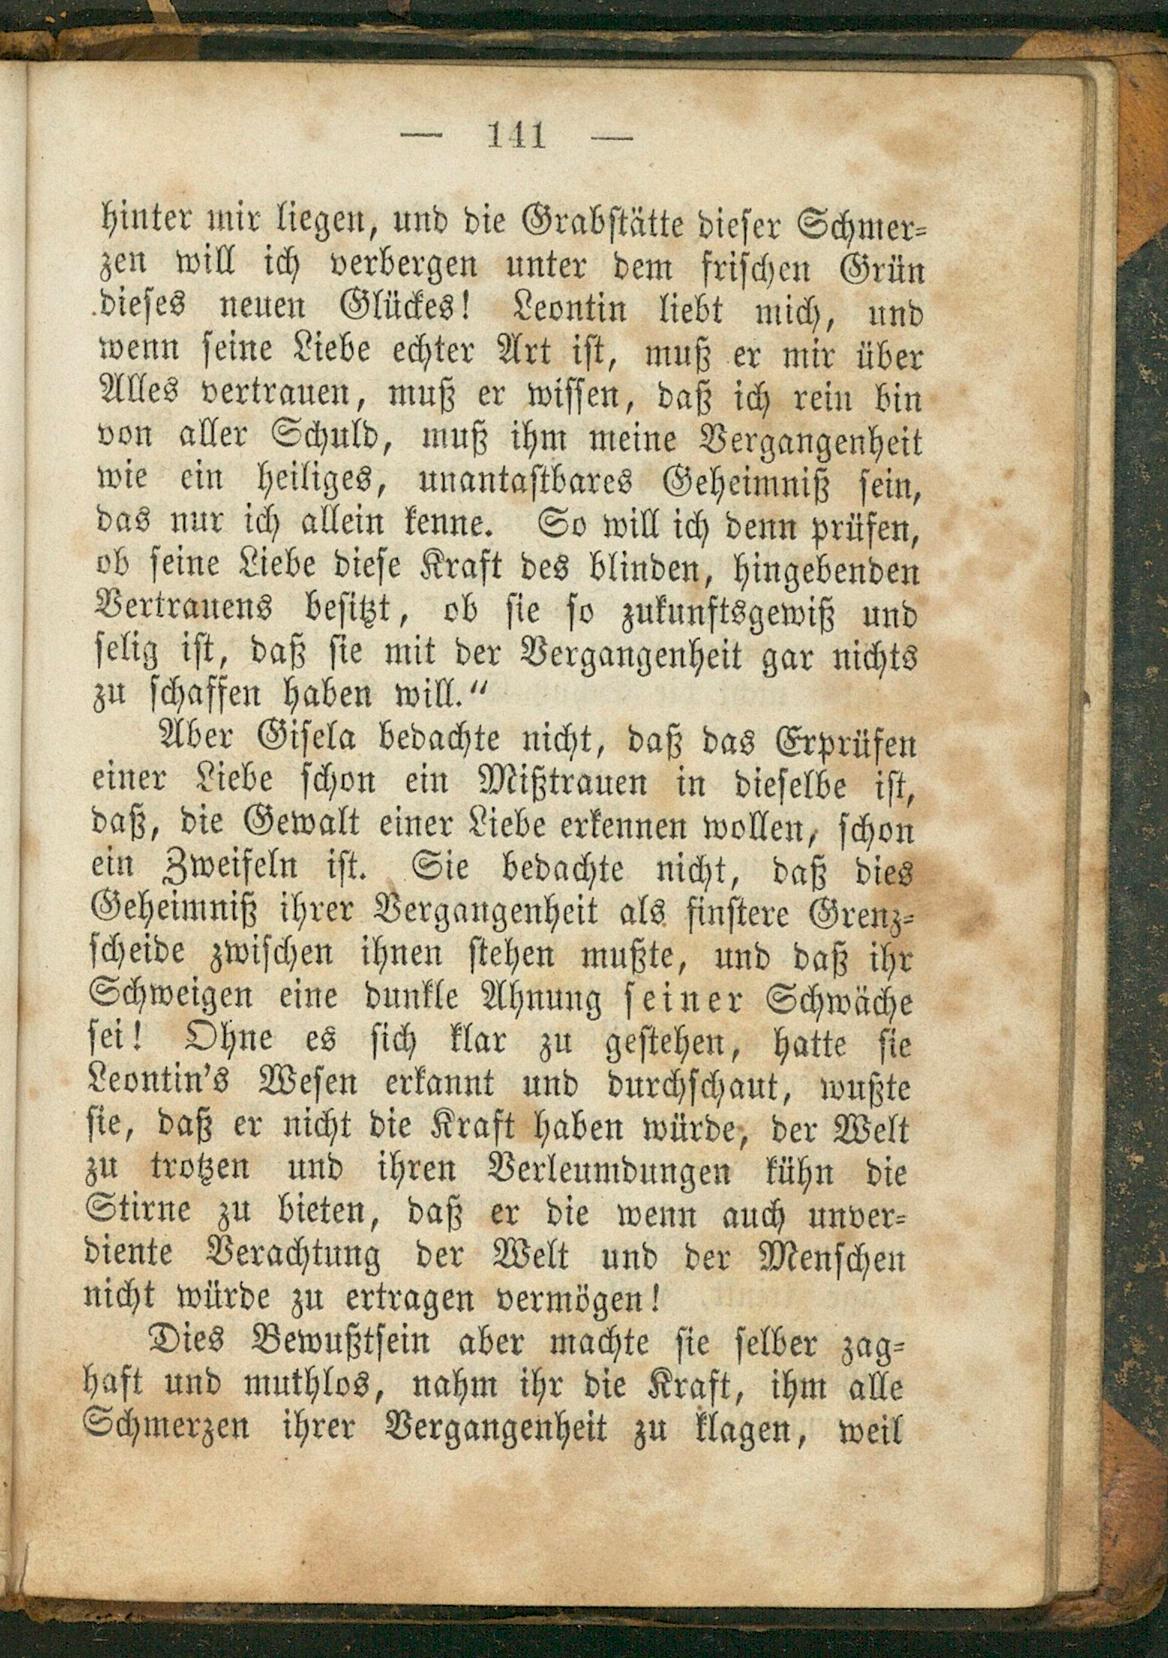 — 141 —
hinter mir liegen, und die Grabstätte dieser Schmer-
zen will ich verbergen unter dem frischen Grün
dieses neuen Glückes! Leontin liebt mich, und
wenn seine Liebe echter Art ist, muß er mir über
Alles vertrauen, muß er wissen, daß ich rein bin
von aller Schuld, muß ihm meine Vergangenheit
wie ein heiliges, unantastbares Geheimniß sein,
das nur ich allein kenne. So will ich denn prüfen,
ob seine Liebe diese Kraft des blinden, hingebenden
Vertrauens besitzt, ob sie so zukunftsgewiß und
selig ist, daß sie mit der Vergangenheit gar nichts
zu schaffen haben will.“
Aber Gisela bedachte nicht, daß das Erprüfen
einer Liebe schon ein Mißtrauen in dieselbe ist,
daß, die Gewalt einer Liebe erkennen wollen, schon
ein Zweifeln ist. Sie bedachte nicht, daß dies
Geheimniß ihrer Vergangenheit als finstere Grenz-
scheide zwischen ihnen stehen mußte, und daß ihr
Schweigen eine dunkle Ahnung seiner Schwäche
sei! Ohne es sich klar zu gestehen, hatte sie
Leontin's Wesen erkannt und durchschaut, wußte
sie, daß er nicht die Kraft haben würde, der Welt
zu trotzen und ihren Verleumdungen kühn die
Stirne zu bieten, daß er die wenn auch unver-
diente Verachtung der Welt und der Menschen
nicht würde zu ertragen vermögen!
Dies Bewußtsein aber machte sie selber zag-
haft und muthlos, nahm ihr die Kraft, ihm alle
Schmerzen ihrer Vergangenheit zu klagen, weil